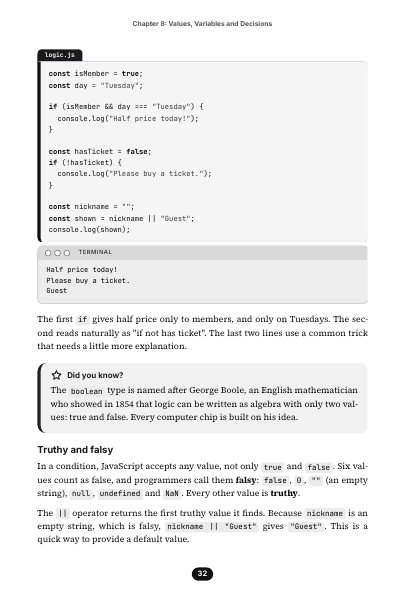 Chapter 8: Values, Variables and Decisions
logic.js
const isMember = true;
const day = "Tuesday";
if (isMember && day === "Tuesday") {
console.log("Half price today!");
}
const hasTicket = false;
if (!hasTicket) {
console.log("Please buy a ticket.");
}
const nickname = "";
const shown = nickname || "Guest";
console.log(shown);
TERMINAL
Half price today!
Please buy a ticket.
Guest
The first if gives half price only to members, and only on Tuesdays. The sec-
ond reads naturally as "if not has ticket". The last two lines use a common trick
that needs a little more explanation.
Did you know?
The boolean type is named after George Boole, an English mathematician
who showed in 1854 that logic can be written as algebra with only two val-
ues: true and false. Every computer chip is built on his idea.
Truthy and falsy
In a condition, JavaScript accepts any value, not only true and false. Six val-
ues count as false, and programmers call them falsy: false, 0, "" (an empty
string), null, undefined and NaN. Every other value is truthy.
The || operator returns the first truthy value it finds. Because nickname is an
empty string, which is falsy, nickname || "Guest" gives "Guest". This is a
quick way to provide a default value.
32